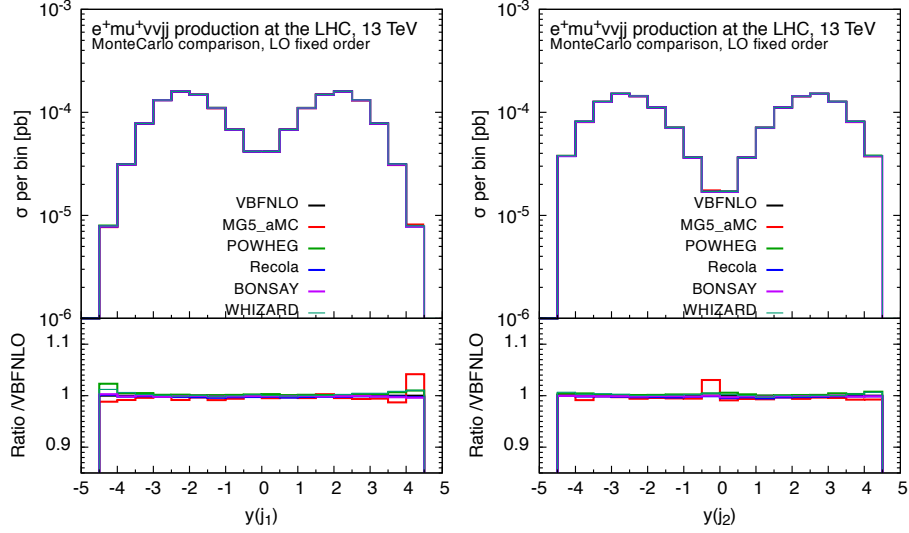 e⁺mu⁺vvjj production at the LHC, 13 TeV
MonteCarlo comparison, LO fixed order
σ per bin [pb]
10⁻³
10⁻⁴
10⁻⁵
10⁻⁶
VBFNLO
MG5_aMC
POWHEG
Recola
BONSAY
WHIZARD
Ratio /VBFNLO
1.1
1
0.9
-5 -4 -3 -2 -1 0 1 2 3 4 5
y(j₁)
e⁺mu⁺vvjj production at the LHC, 13 TeV
MonteCarlo comparison, LO fixed order
σ per bin [pb]
10⁻³
10⁻⁴
10⁻⁵
10⁻⁶
VBFNLO
MG5_aMC
POWHEG
Recola
BONSAY
WHIZARD
Ratio /VBFNLO
1.1
1
0.9
-5 -4 -3 -2 -1 0 1 2 3 4 5
y(j₂)